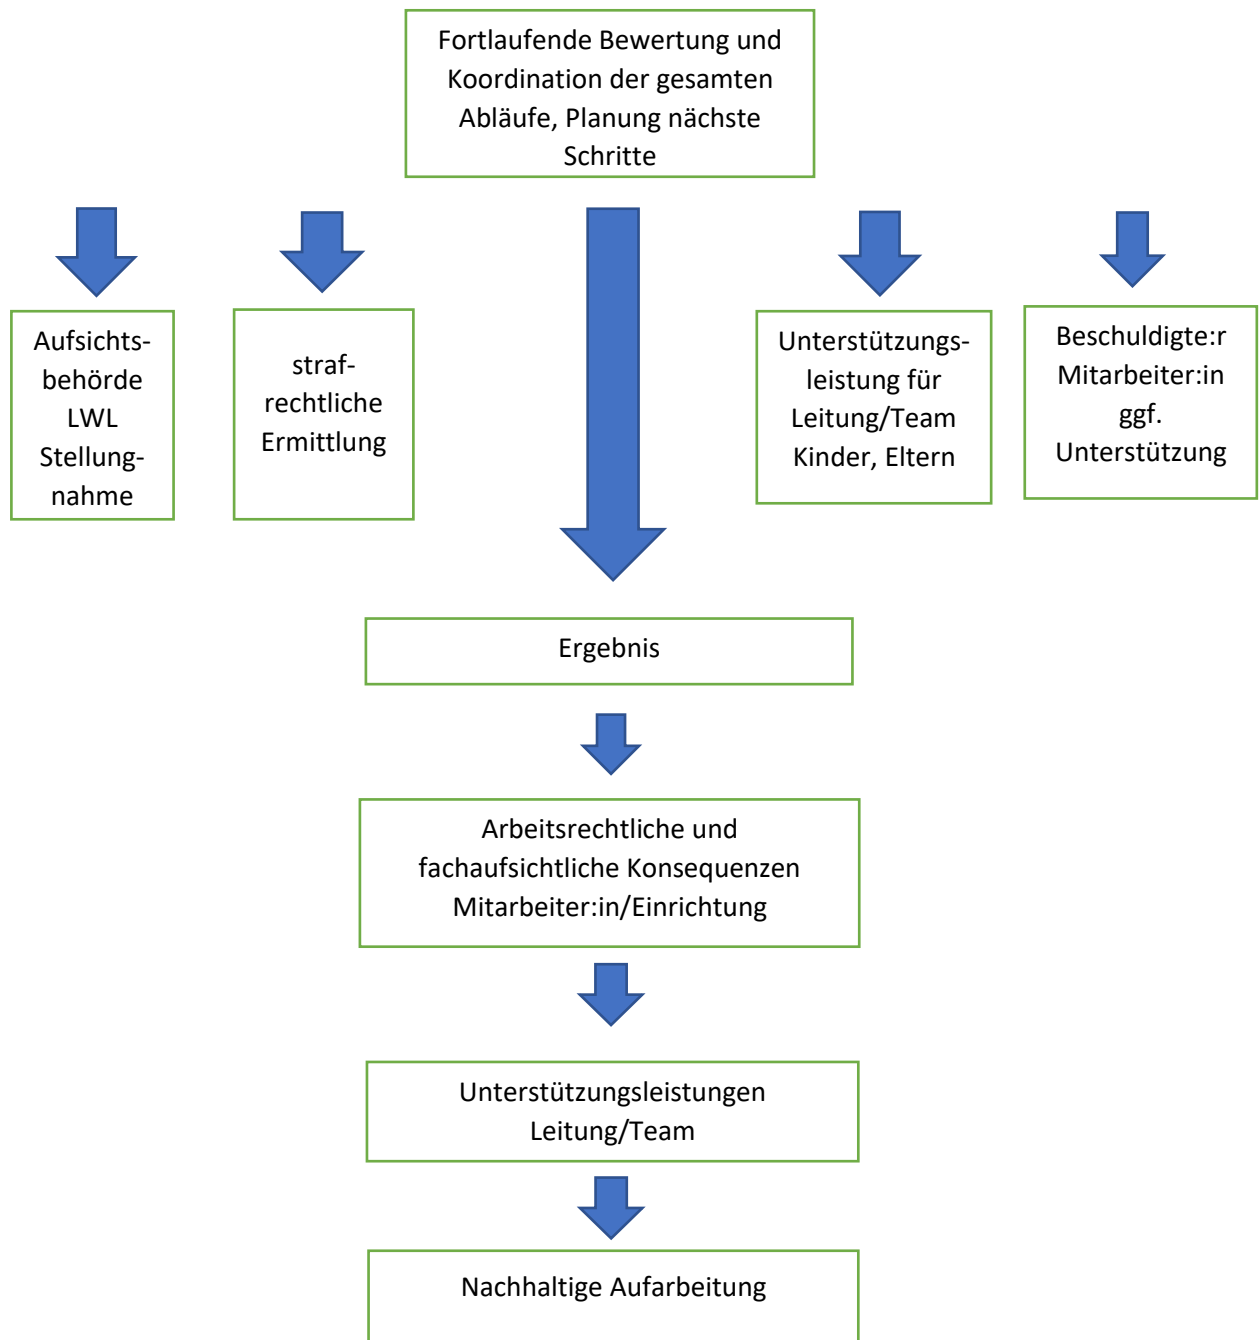 Fortlaufende Bewertung und
Koordination der gesamten
Abläufe, Planung nächste
Schritte
Aufsichts-
behörde
LWL
Stellung-
nahme
straf-
rechtliche
Ermittlung
Unterstützungs-
leistung für
Leitung/Team
Kinder, Eltern
Beschuldigte:r
Mitarbeiter:in
ggf.
Unterstützung
Ergebnis
Arbeitsrechtliche und
fachaufsichtliche Konsequenzen
Mitarbeiter:in/Einrichtung
Unterstützungsleistungen
Leitung/Team
Nachhaltige Aufarbeitung